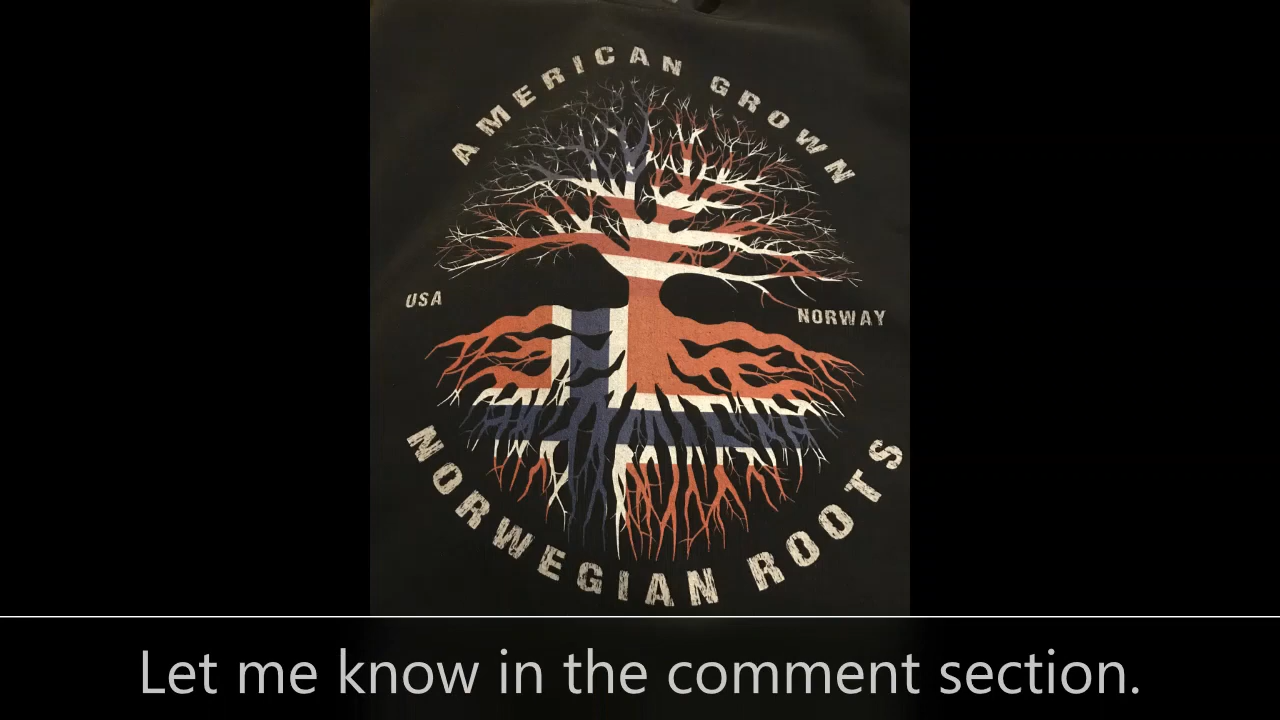 AMERICAN GROWN
USA
NORWAY
NORWEGIAN ROOTS
Let me know in the comment section.